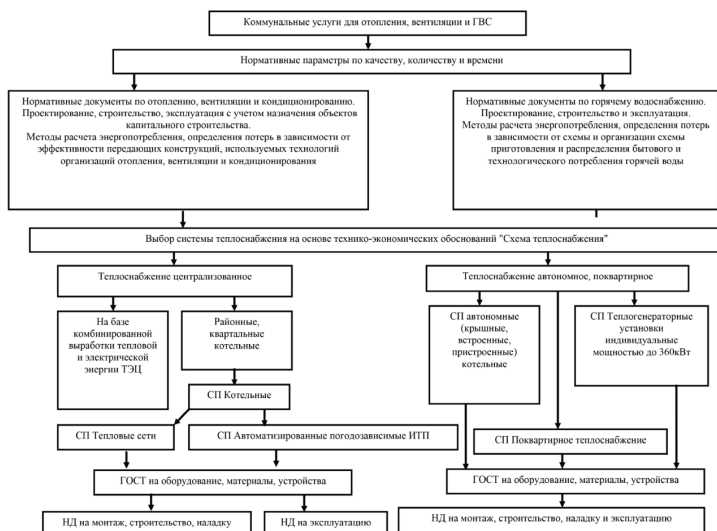 Коммунальные услуги для отопления, вентиляции и ГВС
Нормативные параметры по качеству, количеству и времени
Нормативные документы по отоплению, вентиляции и кондиционированию.
Проектирование, строительство, эксплуатация с учетом назначения объектов
капитального строительства.
Методы расчета энергопотребления, определения потерь в зависимости от
эффективности передающих конструкций, используемых технологий
организаций отопления, вентиляции и кондиционирования
Нормативные документы по горячему водоснабжению.
Проектирование, строительство и эксплуатация.
Методы расчета энергопотребления, определения потерь
в зависимости от схемы и организации схемы
приготовления и распределения бытового и
технологического потребления горячей воды
Выбор системы теплоснабжения на основе технико-экономических обоснований "Схема теплоснабжения"
Теплоснабжение централизованное
Теплоснабжение автономное, поквартирное
На базе
комбинированной
выработки тепловой
и электрической
энергии ТЭЦ
Районные,
квартальные
котельные
СП автономные
(крышные,
встроенные,
пристроенные)
котельные
СП Теплогенераторные
установки
индивидуальные
мощностью до 360кВт
СП Котельные
СП Тепловые сети
СП Автоматизированные погодозависимые ИТП
СП Поквартирное теплоснабжение
ГОСТ на оборудование, материалы, устройства
ГОСТ на оборудование, материалы, устройства
НД на монтаж, строительство, наладку
НД на эксплуатацию
НД на монтаж, строительство, наладку и эксплуатацию